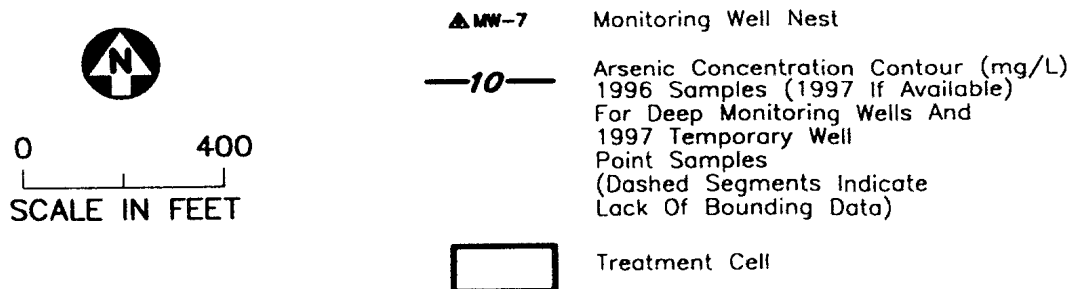 N
0 400
SCALE IN FEET
MW-7 Monitoring Well Nest
10 Arsenic Concentration Contour (mg/L)
1996 Samples (1997 If Available)
For Deep Monitoring Wells And
1997 Temporary Well
Point Samples
(Dashed Segments Indicate
Lack Of Bounding Data)
Treatment Cell